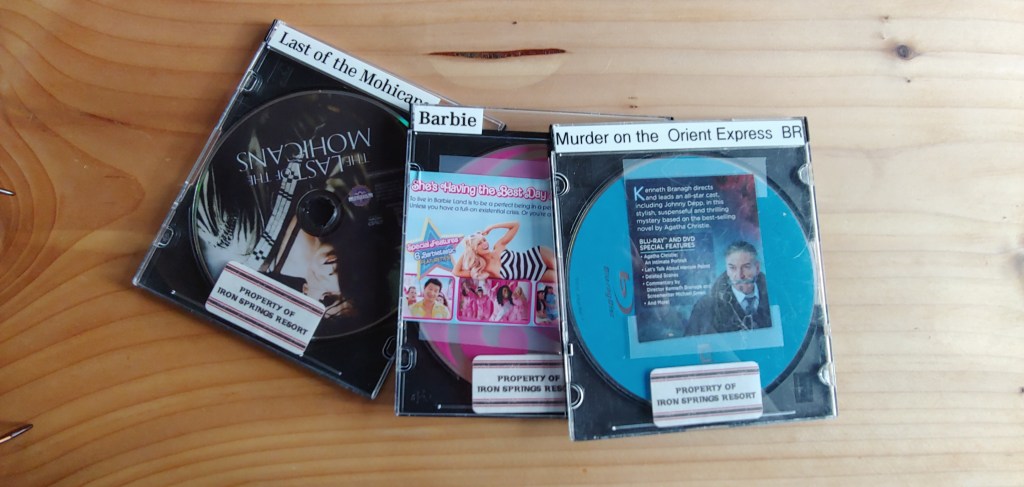 Last of the Mohicans
THE LAST OF THE
MOHICANS
PROPERTY OF
IRON SPRINGS RESORT
Barbie
She's Having the Best Day
To live in Barbie Land is to be a perfect being in a
Unless you have a full-on existential crisis. Or you're a
Special Features
6
PROPERTY OF
IRON SPRINGS RES
Murder on the Orient Express BR
Kenneth Branagh directs
and leads an all-star cast,
including Johnny Depp, in this
stylish, suspenseful and thrilling
mystery based on the best-selling
novel by Agatha Christie.
BLU-RAY™ AND DVD
SPECIAL FEATURES
• Agatha Christie:
An Intimate Portrait
• Let's Talk About Hercule Poirot
• Deleted Scenes
• Commentary by
Director Kenneth Branagh and
Screenwriter Michael Green
• And More!
PROPERTY OF
IRON SPRINGS RESORT